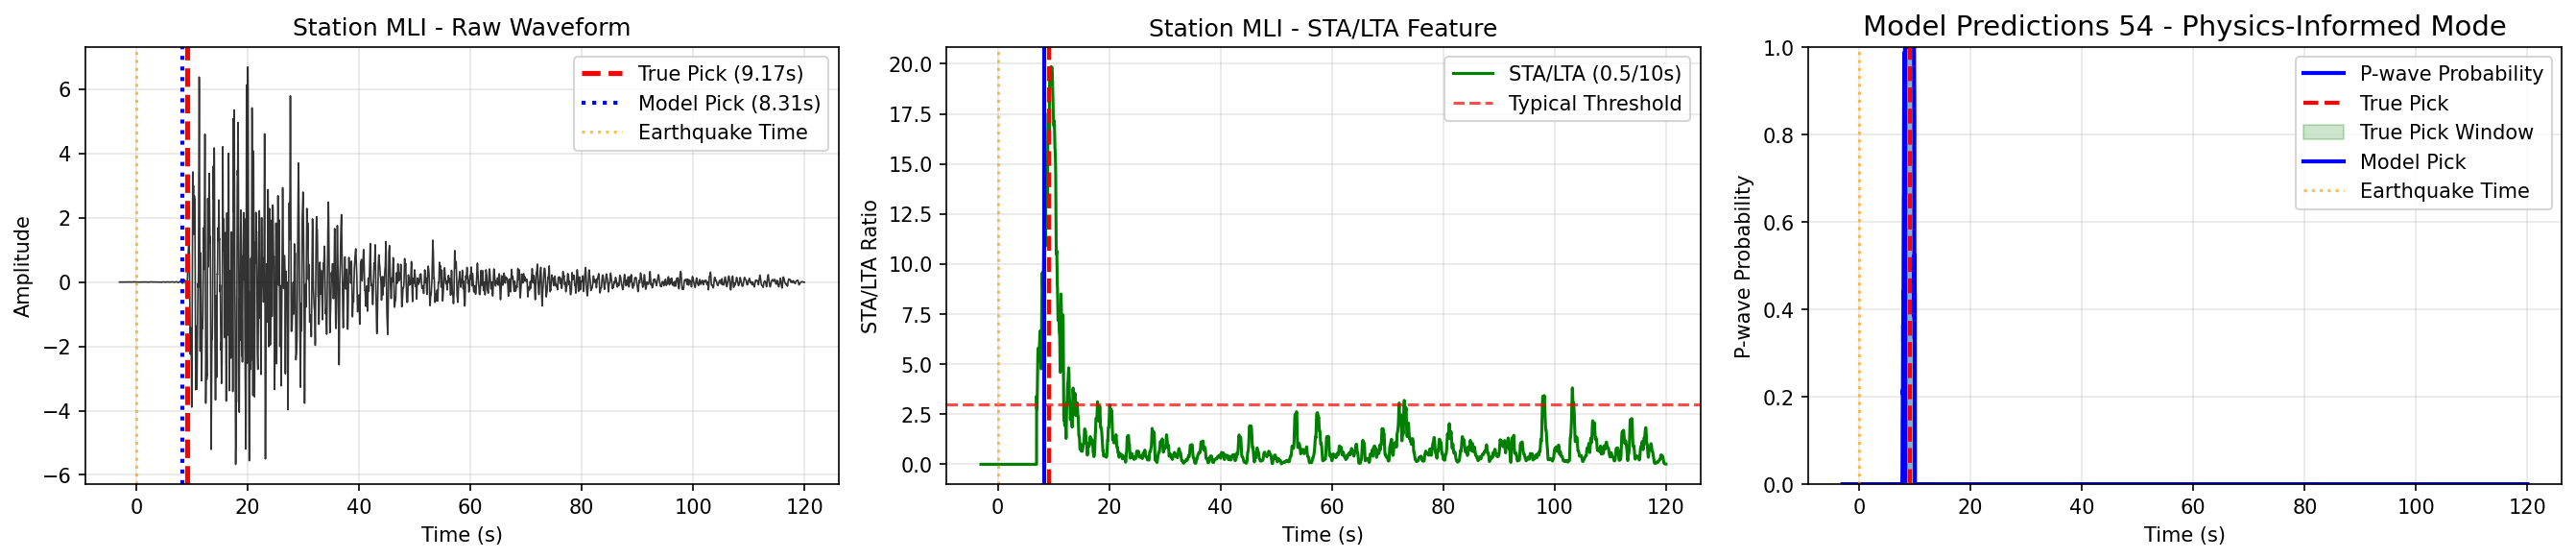 Station MLI - Raw Waveform
Amplitude
6
4
2
0
−2
−4
−6
True Pick (9.17s)
Model Pick (8.31s)
Earthquake Time
0 20 40 60 80 100 120
Time (s)
Station MLI - STA/LTA Feature
STA/LTA Ratio
20.0
17.5
15.0
12.5
10.0
7.5
5.0
2.5
0.0
STA/LTA (0.5/10s)
Typical Threshold
0 20 40 60 80 100 120
Time (s)
Model Predictions 54 - Physics-Informed Mode
P-wave Probability
1.0
0.8
0.6
0.4
0.2
0.0
P-wave Probability
True Pick
True Pick Window
Model Pick
Earthquake Time
0 20 40 60 80 100 120
Time (s)